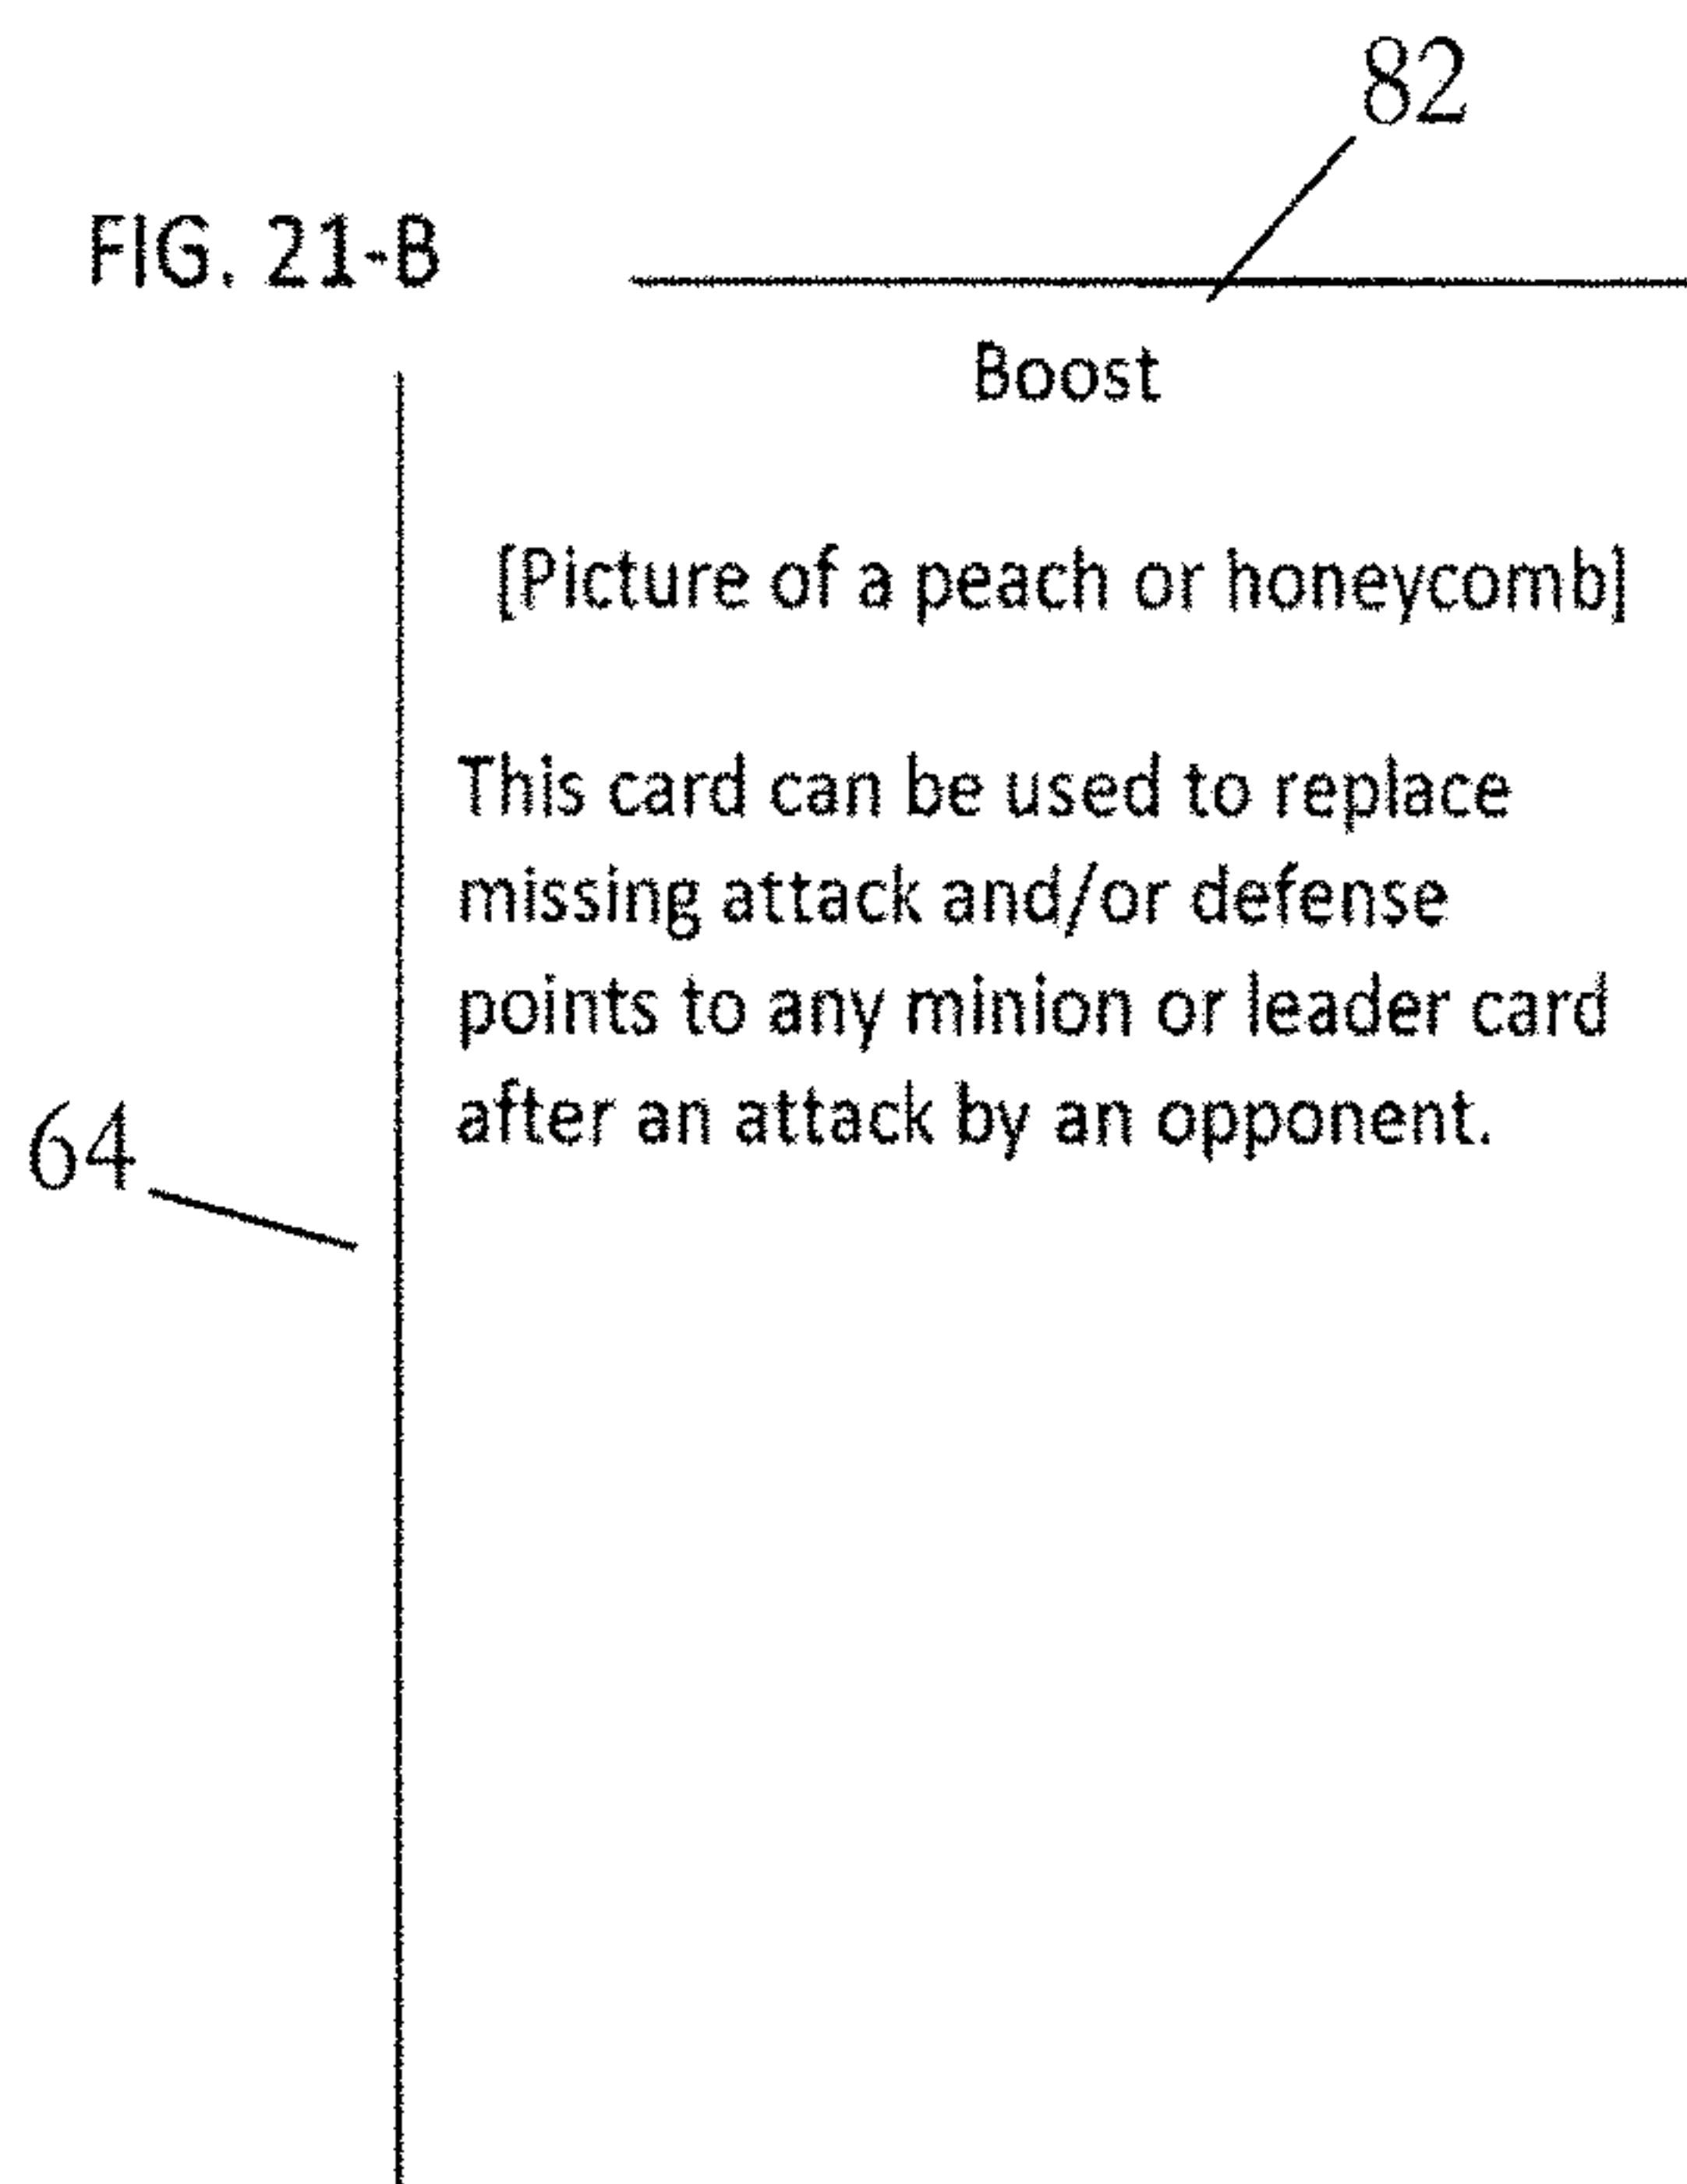 82
FIG. 21-B
Boost
[Picture of a peach or honeycomb]
This card can be used to replace
missing attack and/or defense
points to any minion or leader card
after an attack by an opponent.
64